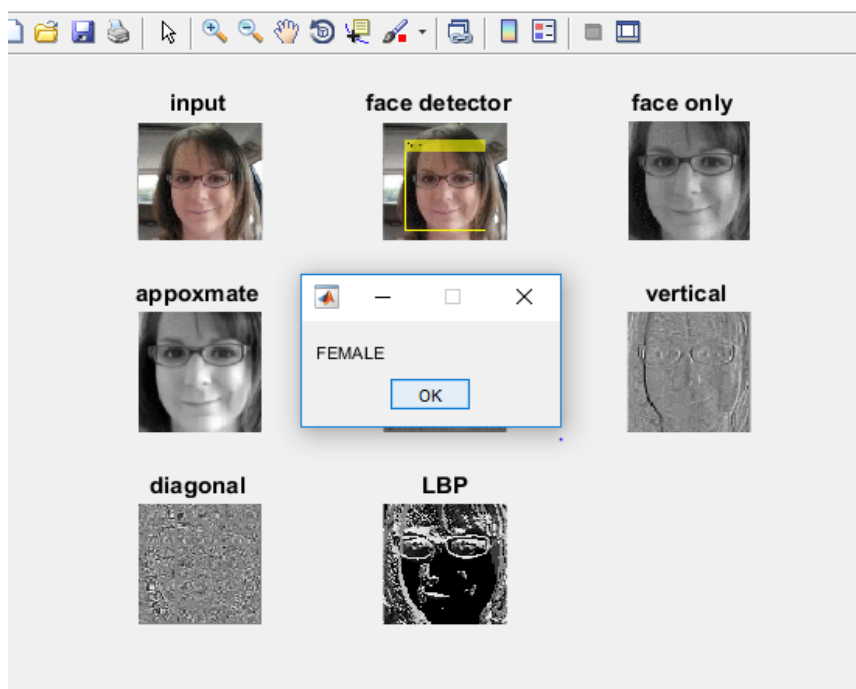 input
face detector
face only
appoxmate
vertical
FEMALE
OK
diagonal
LBP